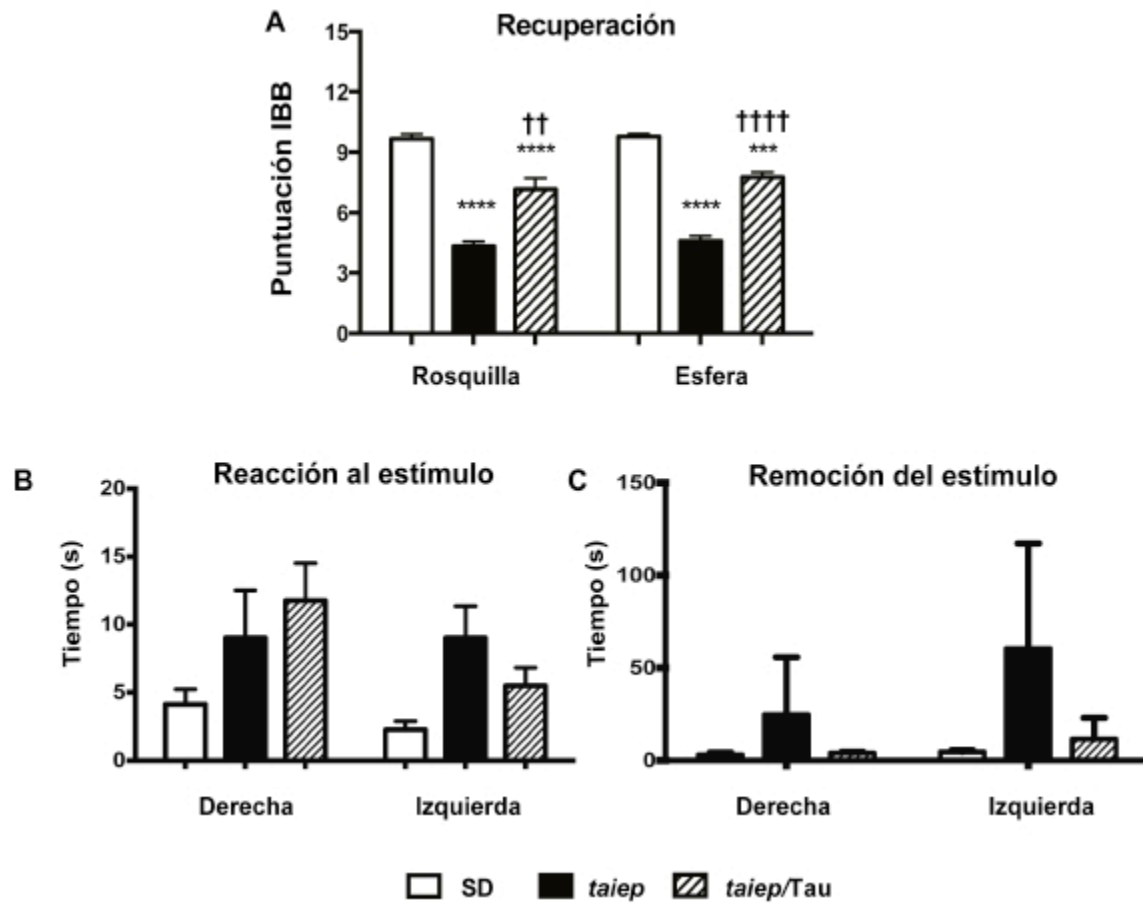 A
Recuperación
Puntuación IBB
15
12
9
6
3
0
****
††
****
****
††††
***
Rosquilla
Esfera
B
Reacción al estímulo
Tiempo (s)
20
15
10
5
0
Derecha
Izquierda
C
Remoción del estímulo
Tiempo (s)
150
100
50
0
Derecha
Izquierda
SD
taiep
taiep/Tau